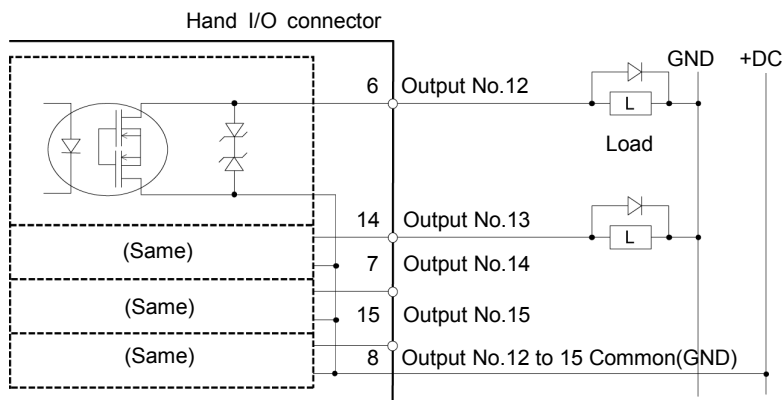 Hand I/O connector
GND +DC
6 Output No.12
L
Load
14 Output No.13
L
(Same)
7 Output No.14
(Same)
15 Output No.15
(Same)
8 Output No.12 to 15 Common(GND)